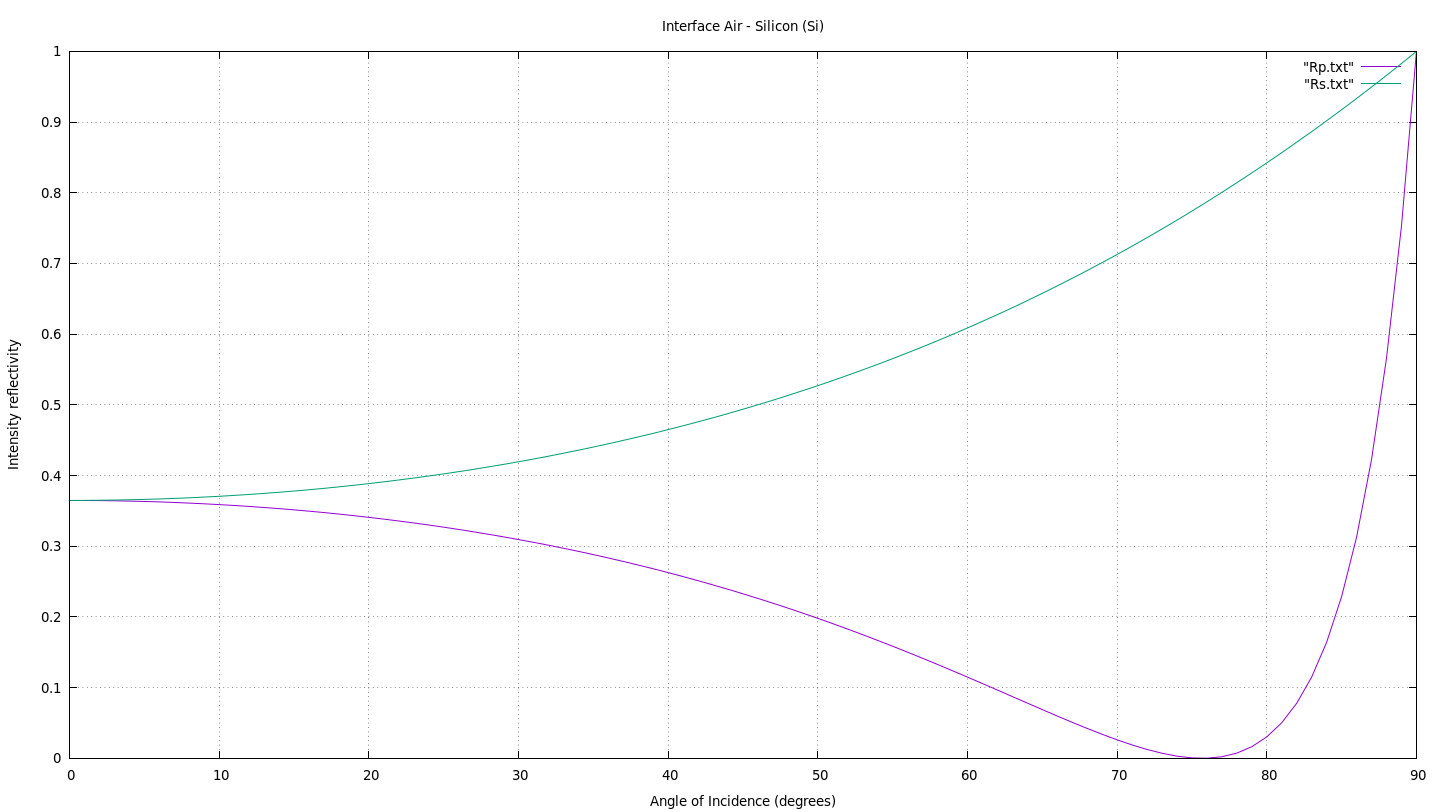 Interface Air - Silicon (Si)
"Rp.txt"
"Rs.txt"
1
0.9
0.8
0.7
0.6
0.5
0.4
0.3
0.2
0.1
0
Intensity reflectivity
0 10 20 30 40 50 60 70 80 90
Angle of Incidence (degrees)